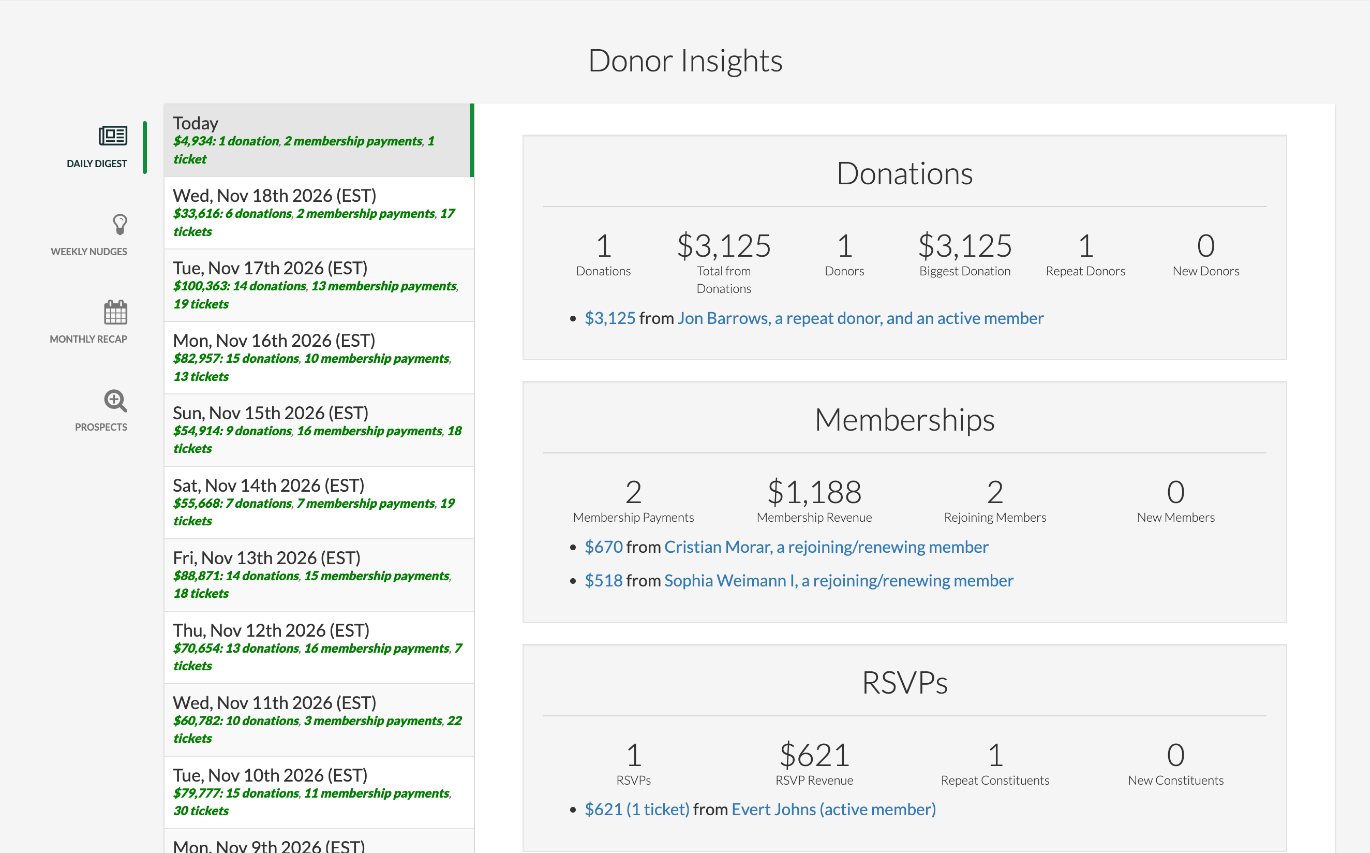 Donor Insights
DAILY DIGEST
WEEKLY NUDGES
MONTHLY RECAP
PROSPECTS
Today
$4,934: 1 donation, 2 membership payments, 1
ticket
Wed, Nov 18th 2026 (EST)
$33,616: 6 donations, 2 membership payments, 17
tickets
Tue, Nov 17th 2026 (EST)
$100,363: 14 donations, 13 membership payments,
19 tickets
Mon, Nov 16th 2026 (EST)
$82,957: 15 donations, 10 membership payments,
13 tickets
Sun, Nov 15th 2026 (EST)
$54,914: 9 donations, 16 membership payments, 18
tickets
Sat, Nov 14th 2026 (EST)
$55,668: 7 donations, 7 membership payments, 19
tickets
Fri, Nov 13th 2026 (EST)
$88,871: 14 donations, 15 membership payments,
18 tickets
Thu, Nov 12th 2026 (EST)
$70,654: 13 donations, 16 membership payments, 7
tickets
Wed, Nov 11th 2026 (EST)
$60,782: 10 donations, 3 membership payments, 22
tickets
Tue, Nov 10th 2026 (EST)
$79,777: 15 donations, 11 membership payments,
30 tickets
Mon, Nov 9th 2026 (EST)
Donations
1 $3,125 1 $3,125 1 0
Donations Total from Donors Biggest Donation Repeat Donors New Donors
Donations
• $3,125 from Jon Barrows, a repeat donor, and an active member
Memberships
2 $1,188 2 0
Membership Payments Membership Revenue Rejoining Members New Members
• $670 from Cristian Morar, a rejoining/renewing member
• $518 from Sophia Weimann I, a rejoining/renewing member
RSVPs
1 $621 1 0
RSVPs RSVP Revenue Repeat Constituents New Constituents
• $621 (1 ticket) from Evert Johns (active member)